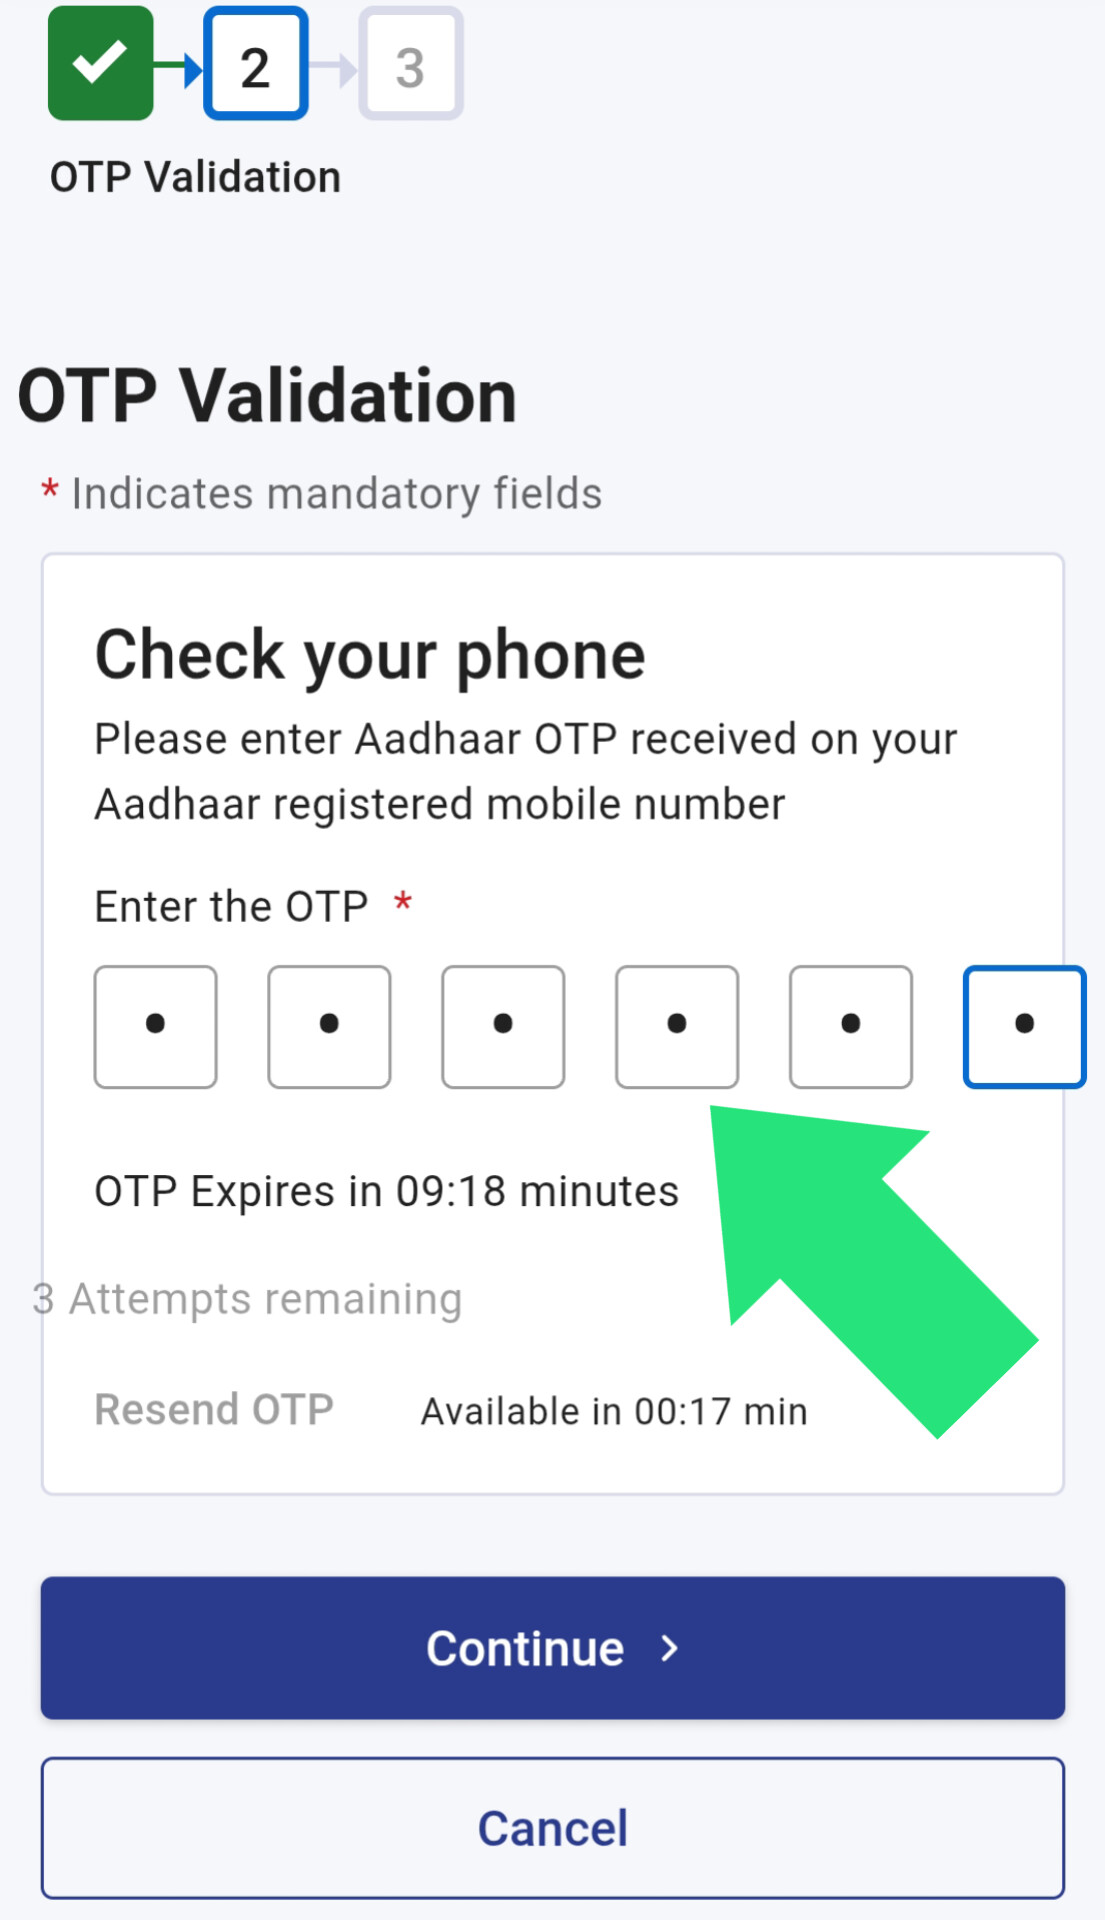 2
3
OTP Validation
OTP Validation
* Indicates mandatory fields
Check your phone
Please enter Aadhaar OTP received on your
Aadhaar registered mobile number
Enter the OTP *
OTP Expires in 09:18 minutes
3 Attempts remaining
Resend OTP Available in 00:17 min
Continue >
Cancel